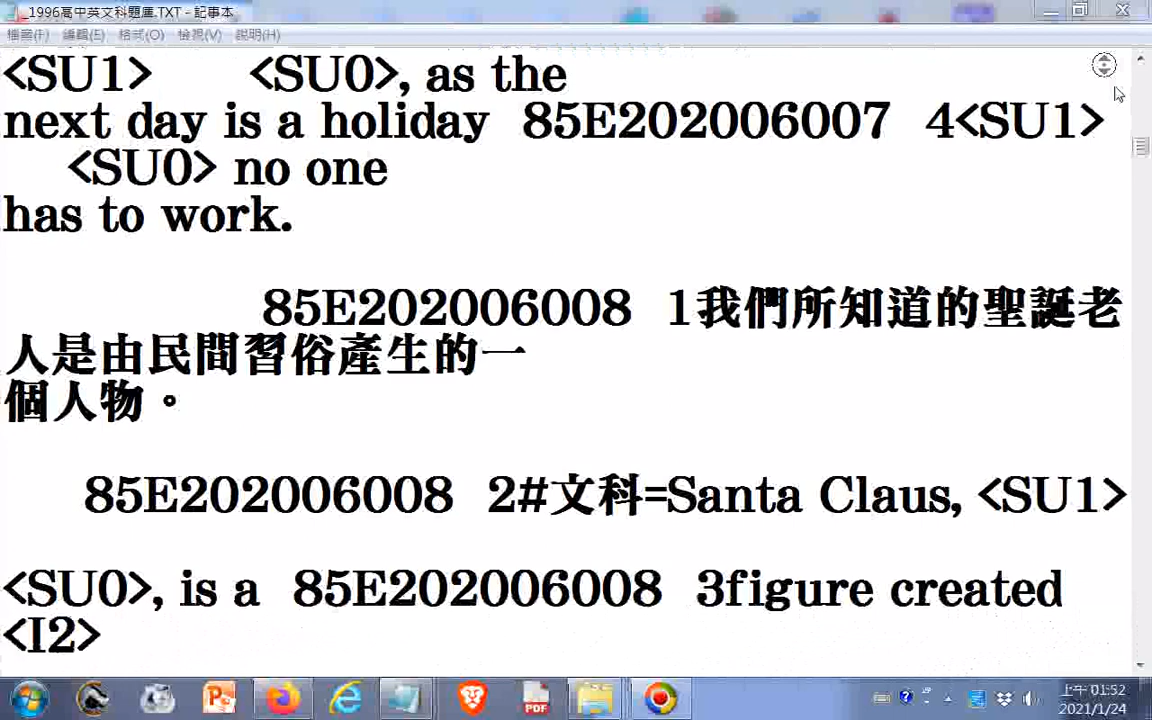 _1996高中英文科題庫.TXT - 記事本
檔案(F) 編輯(E) 格式(O) 檢視(V) 說明(H)
<SU1> <SU0>, as the
next day is a holiday 85E202006007 4<SU1>
<SU0> no one
has to work.
85E202006008 1我們所知道的聖誕老
人是由民間習俗產生的一
個人物。
85E202006008 2#文科=Santa Claus, <SU1>
<SU0>, is a 85E202006008 3figure created
<I2>
PDF
上午 01:52
2021/1/24